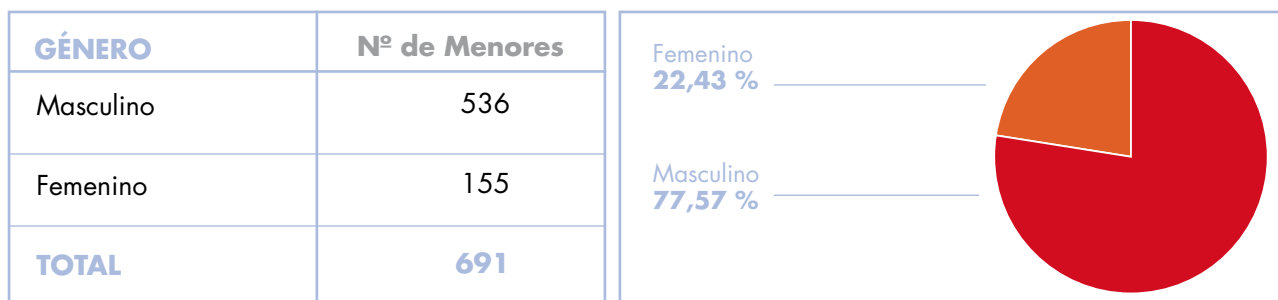 GÉNERO Nº de Menores
Masculino 536
Femenino 155
TOTAL 691
Femenino
22,43 %
Masculino
77,57 %